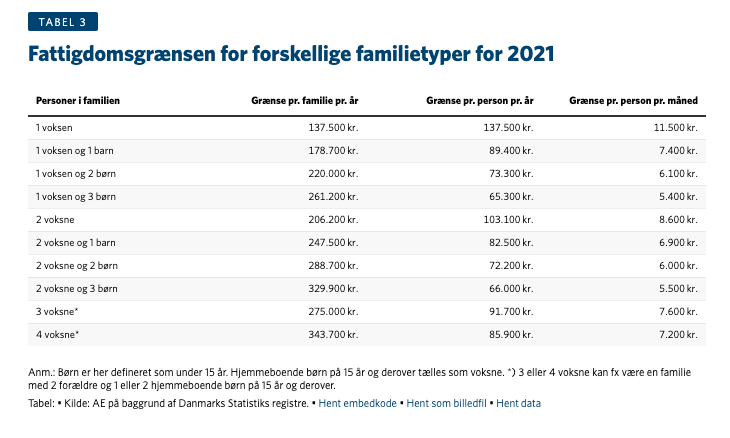 TABEL 3
Fattigdomsgrænsen for forskellige familietyper for 2021
Personer i familien Grænse pr. familie pr. år Grænse pr. person pr. år Grænse pr. person pr. måned
1 voksen 137.500 kr. 137.500 kr. 11.500 kr.
1 voksen og 1 barn 178.700 kr. 89.400 kr. 7.400 kr.
1 voksen og 2 børn 220.000 kr. 73.300 kr. 6.100 kr.
1 voksen og 3 børn 261.200 kr. 65.300 kr. 5.400 kr.
2 voksne 206.200 kr. 103.100 kr. 8.600 kr.
2 voksne og 1 barn 247.500 kr. 82.500 kr. 6.900 kr.
2 voksne og 2 børn 288.700 kr. 72.200 kr. 6.000 kr.
2 voksne og 3 børn 329.900 kr. 66.000 kr. 5.500 kr.
3 voksne* 275.000 kr. 91.700 kr. 7.600 kr.
4 voksne* 343.700 kr. 85.900 kr. 7.200 kr.
Anm.: Børn er her defineret som under 15 år. Hjemmeboende børn på 15 år og derover tælles som voksne. *) 3 eller 4 voksne kan fx være en familie
med 2 forældre og 1 eller 2 hjemmeboende børn på 15 år og derover.
Tabel: • Kilde: AE på baggrund af Danmarks Statistiks registre. • Hent embedkode • Hent som billedfil • Hent data